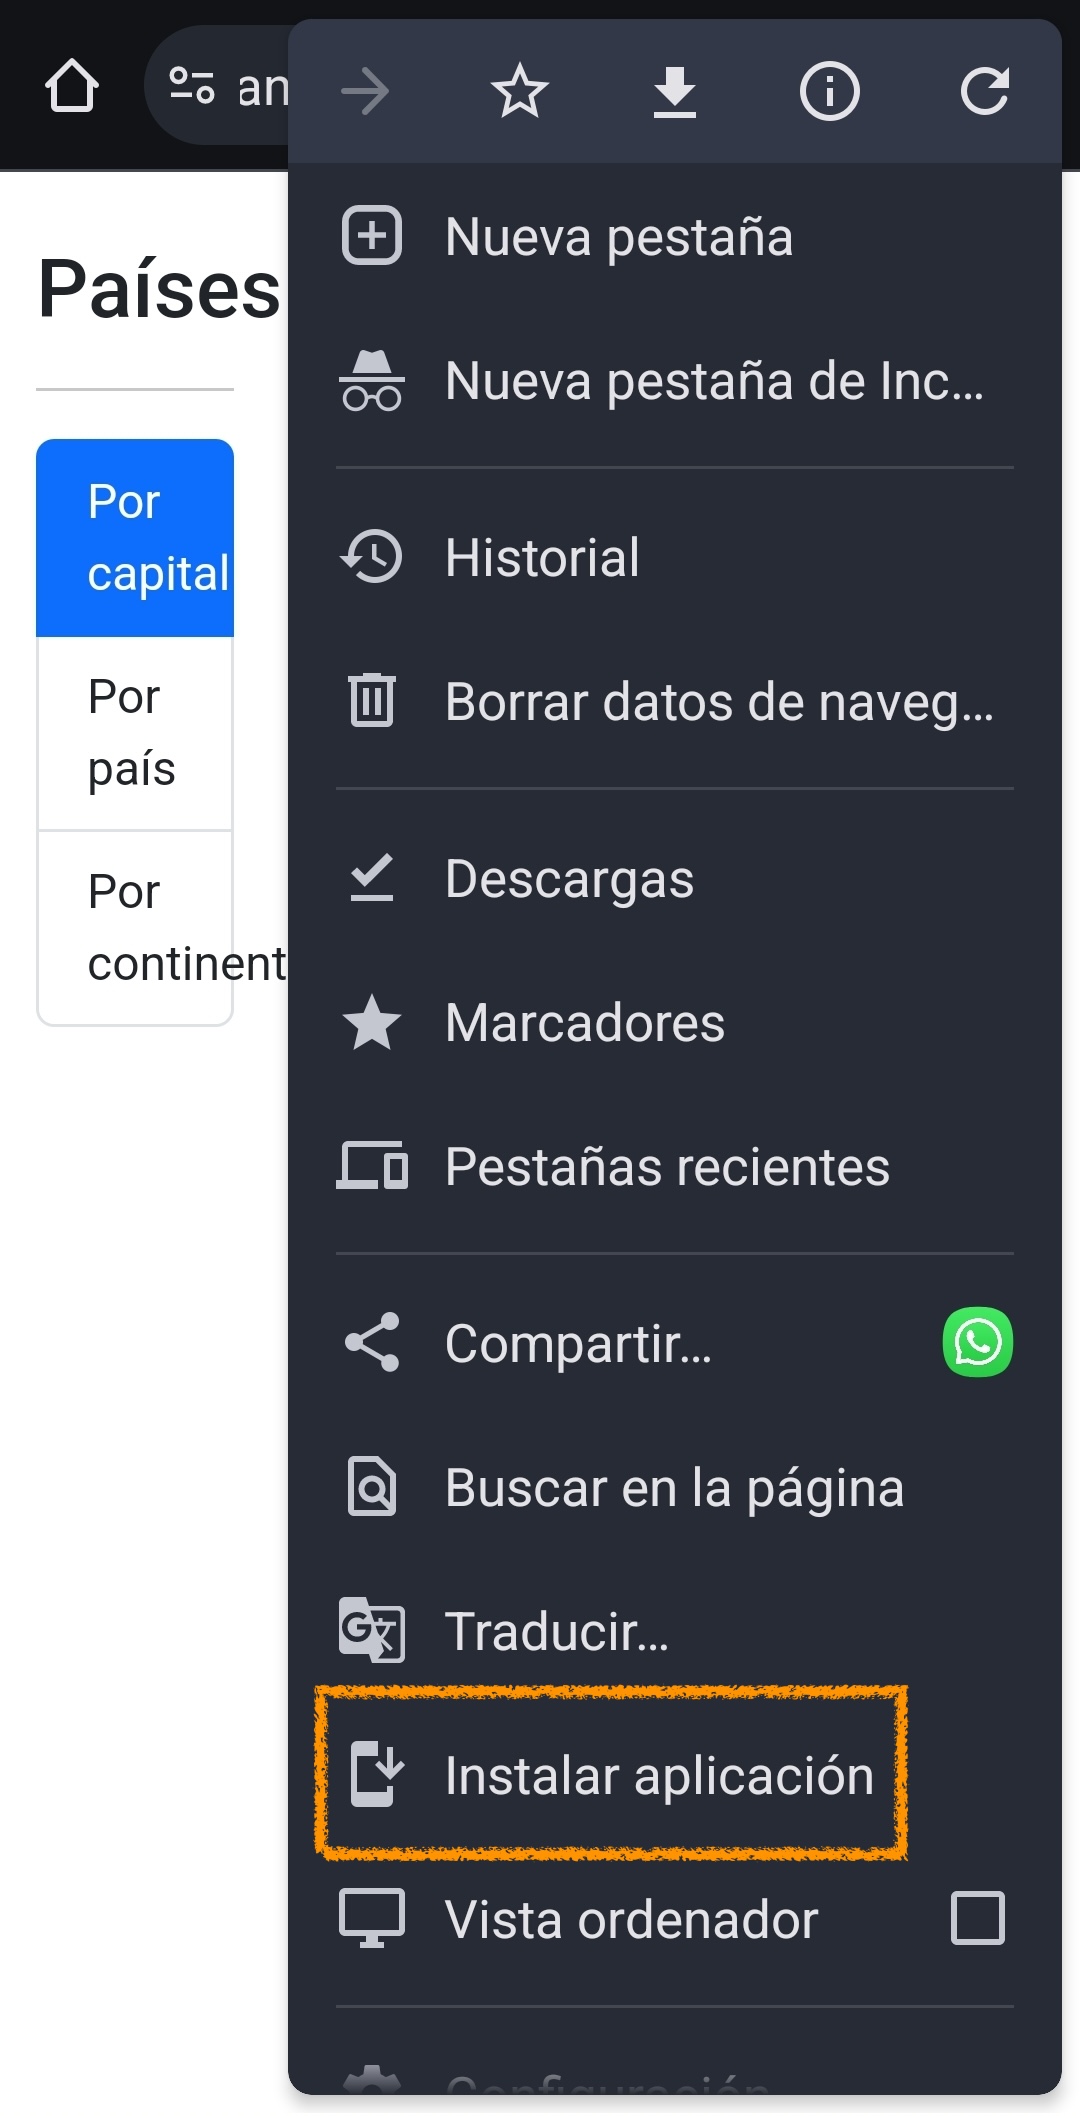 an
Países
Por
capital
Por
país
Por
continent
Nueva pestaña
Nueva pestaña de Inc...
Historial
Borrar datos de naveg...
Descargas
Marcadores
Pestañas recientes
Compartir...
Buscar en la página
Traducir...
Instalar aplicación
Vista ordenador
Configuración